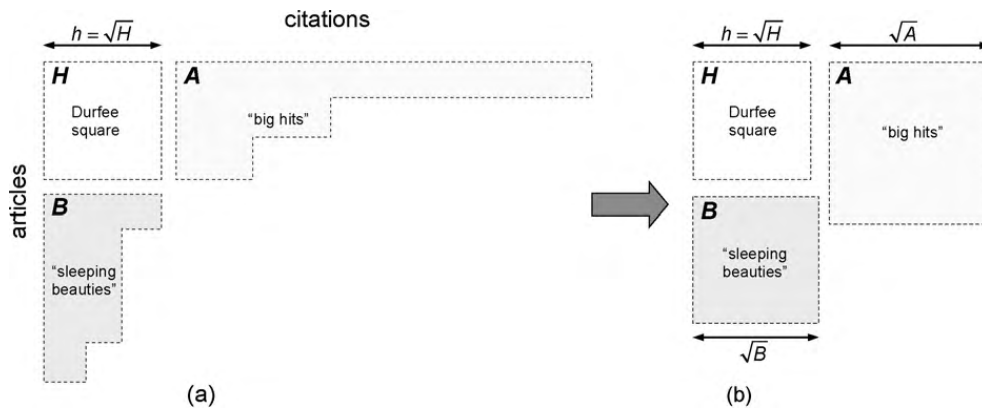 citations
h = √H
h = √H
√A
H
A
H
A
Durfee
square
"big hits"
Durfee
square
"big hits"
articles
B
B
"sleeping
beauties"
"sleeping
beauties"
√B
(a)
(b)